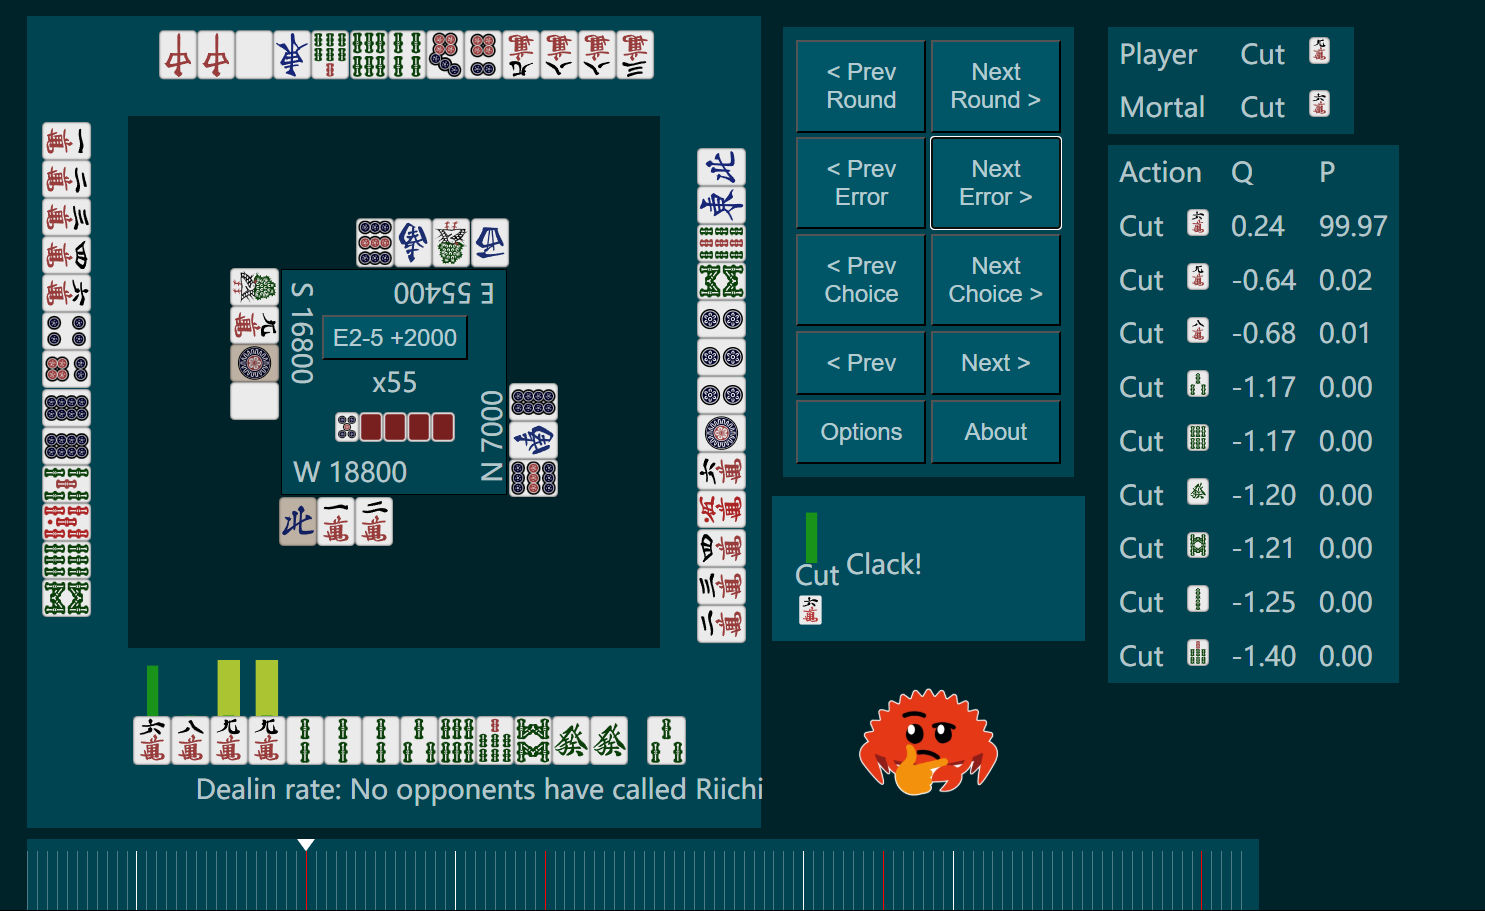 < Prev Round
Next Round >
< Prev Error
Next Error >
< Prev Choice
Next Choice >
< Prev
Next >
Options
About
Player Cut
Mortal Cut
Action Q P
Cut 0.24 99.97
Cut -0.64 0.02
Cut -0.68 0.01
Cut -1.17 0.00
Cut -1.17 0.00
Cut -1.20 0.00
Cut -1.21 0.00
Cut -1.25 0.00
Cut -1.40 0.00
E 55400
S 16800
E2-5 +2000
x55
N 7000
W 18800
Cut
Clack!
Dealin rate: No opponents have called Riichi